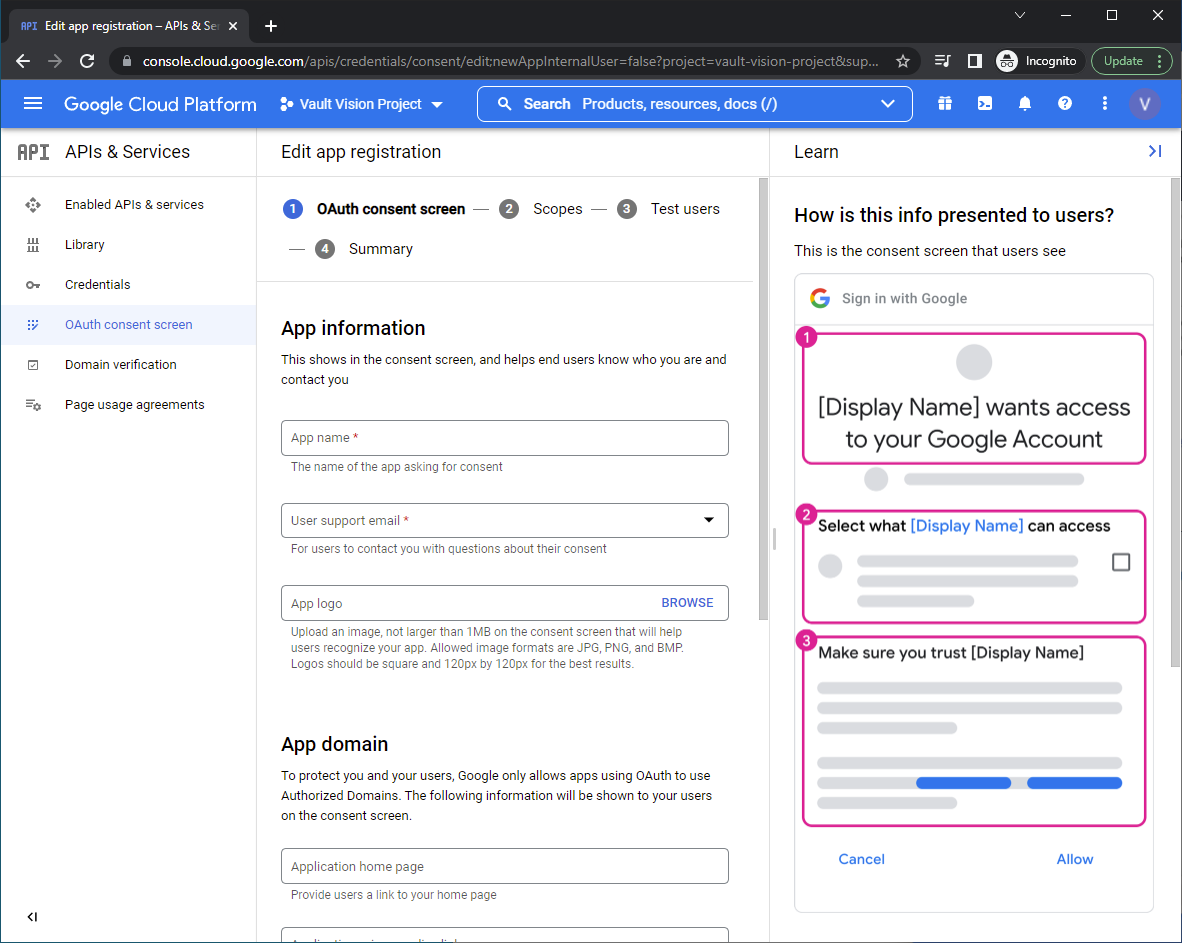 API Edit app registration – APIs & Se
console.cloud.google.com/apis/credentials/consent/edit;newAppInternalUser=false?project=vault-vision-project&sup...
Incognito
Update
Google Cloud Platform
Vault Vision Project
Search Products, resources, docs (/)
V
API APIs & Services
Enabled APIs & services
Library
Credentials
OAuth consent screen
Domain verification
Page usage agreements
Edit app registration
1 OAuth consent screen — 2 Scopes — 3 Test users
— 4 Summary
App information
This shows in the consent screen, and helps end users know who you are and
contact you
App name *
The name of the app asking for consent
User support email *
For users to contact you with questions about their consent
App logo BROWSE
Upload an image, not larger than 1MB on the consent screen that will help
users recognize your app. Allowed image formats are JPG, PNG, and BMP.
Logos should be square and 120px by 120px for the best results.
App domain
To protect you and your users, Google only allows apps using OAuth to use
Authorized Domains. The following information will be shown to your users
on the consent screen.
Application home page
Provide users a link to your home page
Learn
How is this info presented to users?
This is the consent screen that users see
Sign in with Google
1
[Display Name] wants access
to your Google Account
2
Select what [Display Name] can access
3
Make sure you trust [Display Name]
Cancel Allow